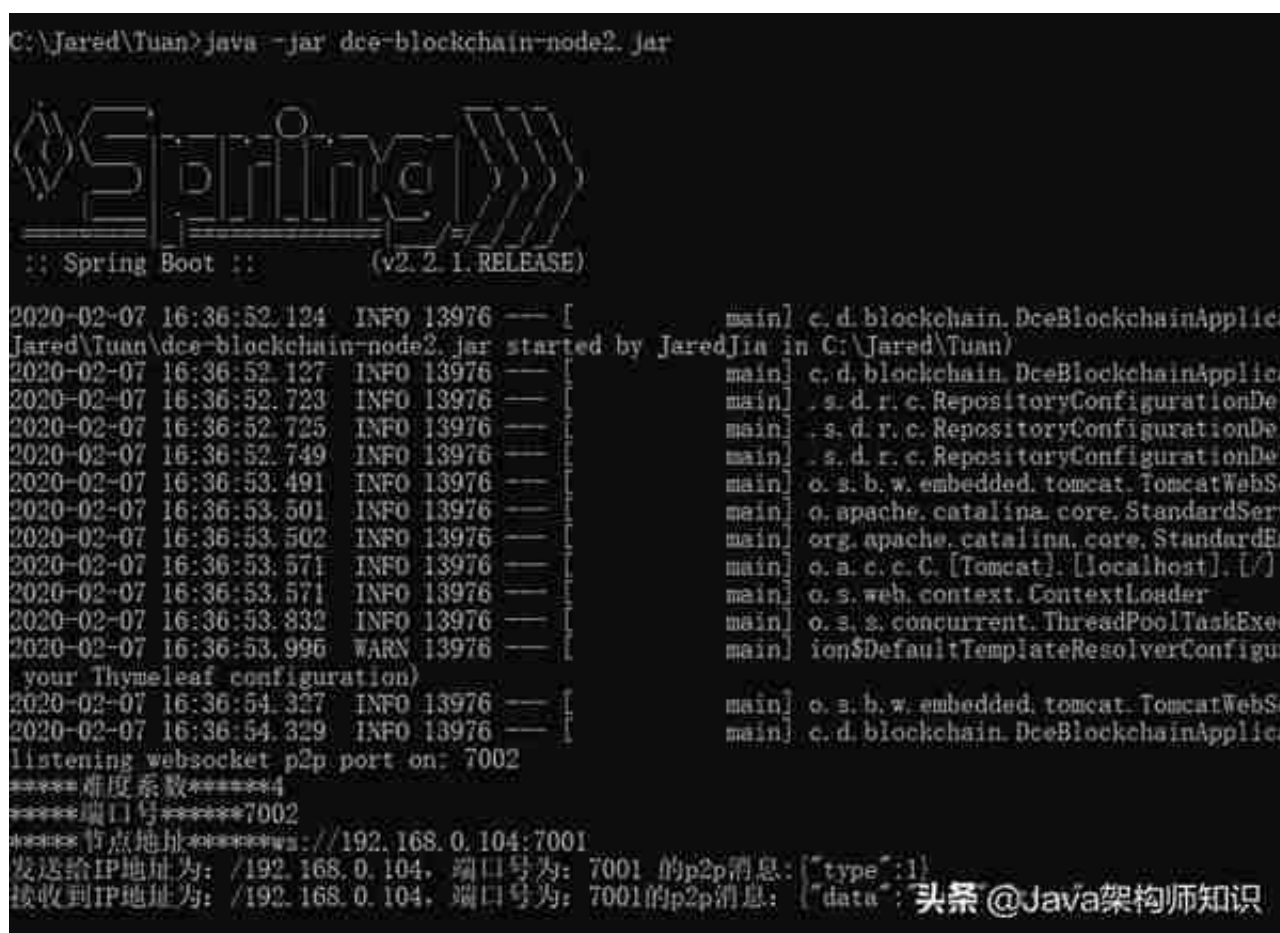 C:\Jared\Tuan>java -jar dce-blockchain-node2.jar
Spring
:: Spring Boot :: (v2.2.1.RELEASE)
2020-02-07 16:36:52.124 INFO 13976 --- [ main] c.d.blockchain.DceBlockchainApplic
Jared\Tuan\dce-blockchain-node2.jar started by JaredJia in C:\Jared\Tuan)
2020-02-07 16:36:52.127 INFO 13976 --- [ main] c.d.blockchain.DceBlockchainApplica
2020-02-07 16:36:52.723 INFO 13976 --- [ main] .s.d.r.c.RepositoryConfigurationDe
2020-02-07 16:36:52.725 INFO 13976 --- [ main] .s.d.r.c.RepositoryConfigurationDe
2020-02-07 16:36:52.749 INFO 13976 --- [ main] .s.d.r.c.RepositoryConfigurationDe
2020-02-07 16:36:53.491 INFO 13976 --- [ main] o.s.b.w.embedded.tomcat.TomcatWebSe
2020-02-07 16:36:53.501 INFO 13976 --- [ main] o.apache.catalina.core.StandardSer
2020-02-07 16:36:53.502 INFO 13976 --- [ main] org.apache.catalina.core.StandardEn
2020-02-07 16:36:53.571 INFO 13976 --- [ main] o.a.c.c.C.[Tomcat].[localhost].[/]
2020-02-07 16:36:53.571 INFO 13976 --- [ main] o.s.web.context.ContextLoader
2020-02-07 16:36:53.832 INFO 13976 --- [ main] o.s.s.concurrent.ThreadPoolTaskExec
2020-02-07 16:36:53.996 WARN 13976 --- [ main] ion$DefaultTemplateResolverConfigu
your Thymeleaf configuration)
2020-02-07 16:36:54.327 INFO 13976 --- [ main] o.s.b.w.embedded.tomcat.TomcatWebSe
2020-02-07 16:36:54.329 INFO 13976 --- [ main] c.d.blockchain.DceBlockchainApplica
listening websocket p2p port on: 7002
*****难度系数******4
*****端口号******7002
*****节点地址******ws://192.168.0.104:7001
发送给IP地址为: /192.168.0.104, 端口号为: 7001 的p2p消息:{"type":1}
接收到IP地址为: /192.168.0.104, 端口号为: 7001的p2p消息: {"data":
头条 @Java架构师知识